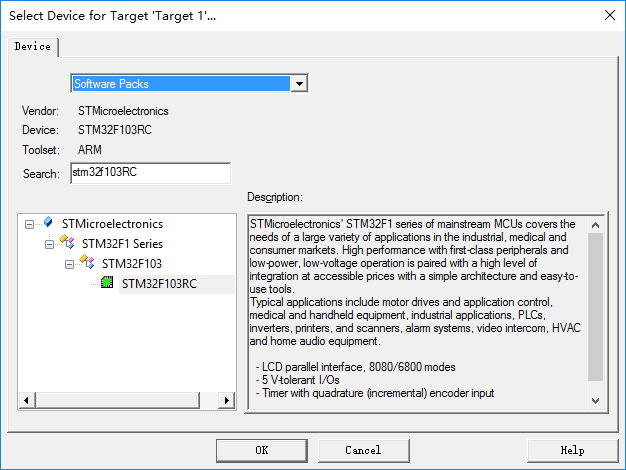 Select Device for Target 'Target 1'...
Device
Software Packs
Vendor: STMicroelectronics
Device: STM32F103RC
Toolset: ARM
Search: stm32f103RC
Description:
STMicroelectronics
STM32F1 Series
STM32F103
STM32F103RC
STMicroelectronics' STM32F1 series of mainstream MCUs covers the
needs of a large variety of applications in the industrial, medical and
consumer markets. High perfomance with first-class peripherals and
low-power, low-voltage operation is paired with a high level of
integration at accessible prices with a simple architecture and easy-to-
use tools.
Typical applications include motor drives and application control,
medical and handheld equipment, industrial applications, PLCs,
inverters, printers, and scanners, alarm systems, video intercom, HVAC
and home audio equipment.
- LCD parallel interface, 8080/6800 modes
- 5 V-tolerant I/Os
- Timer with quadrature (incremental) encoder input
OK
Cancel
Help